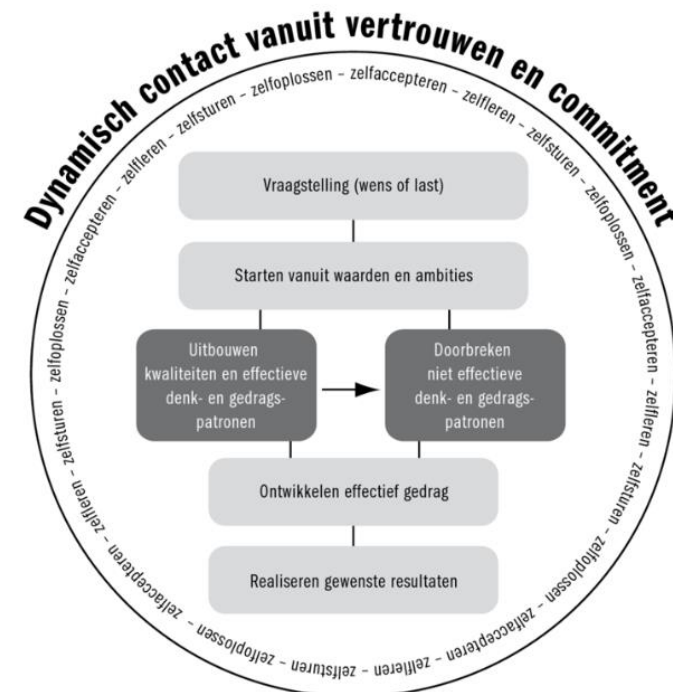 Dynamisch contact vanuit vertrouwen en commitment
zelfaccepteren – zelfleren – zelfsturen – zelfoplossen – zelfaccepteren – zelfleren – zelfsturen – zelfoplossen – zelfaccepteren – zelfleren – zelfsturen – zelfoplossen – zelfaccepteren – zelfleren – zelfsturen – zelfoplossen – zelfaccepteren – zelfleren – zelfsturen – zelfoplossen –
Vraagstelling (wens of last)
Starten vanuit waarden en ambities
Uitbouwen
kwaliteiten en effectieve
denk- en gedrags-
patronen
Doorbreken
niet effectieve
denk- en gedrags-
patronen
Ontwikkelen effectief gedrag
Realiseren gewenste resultaten